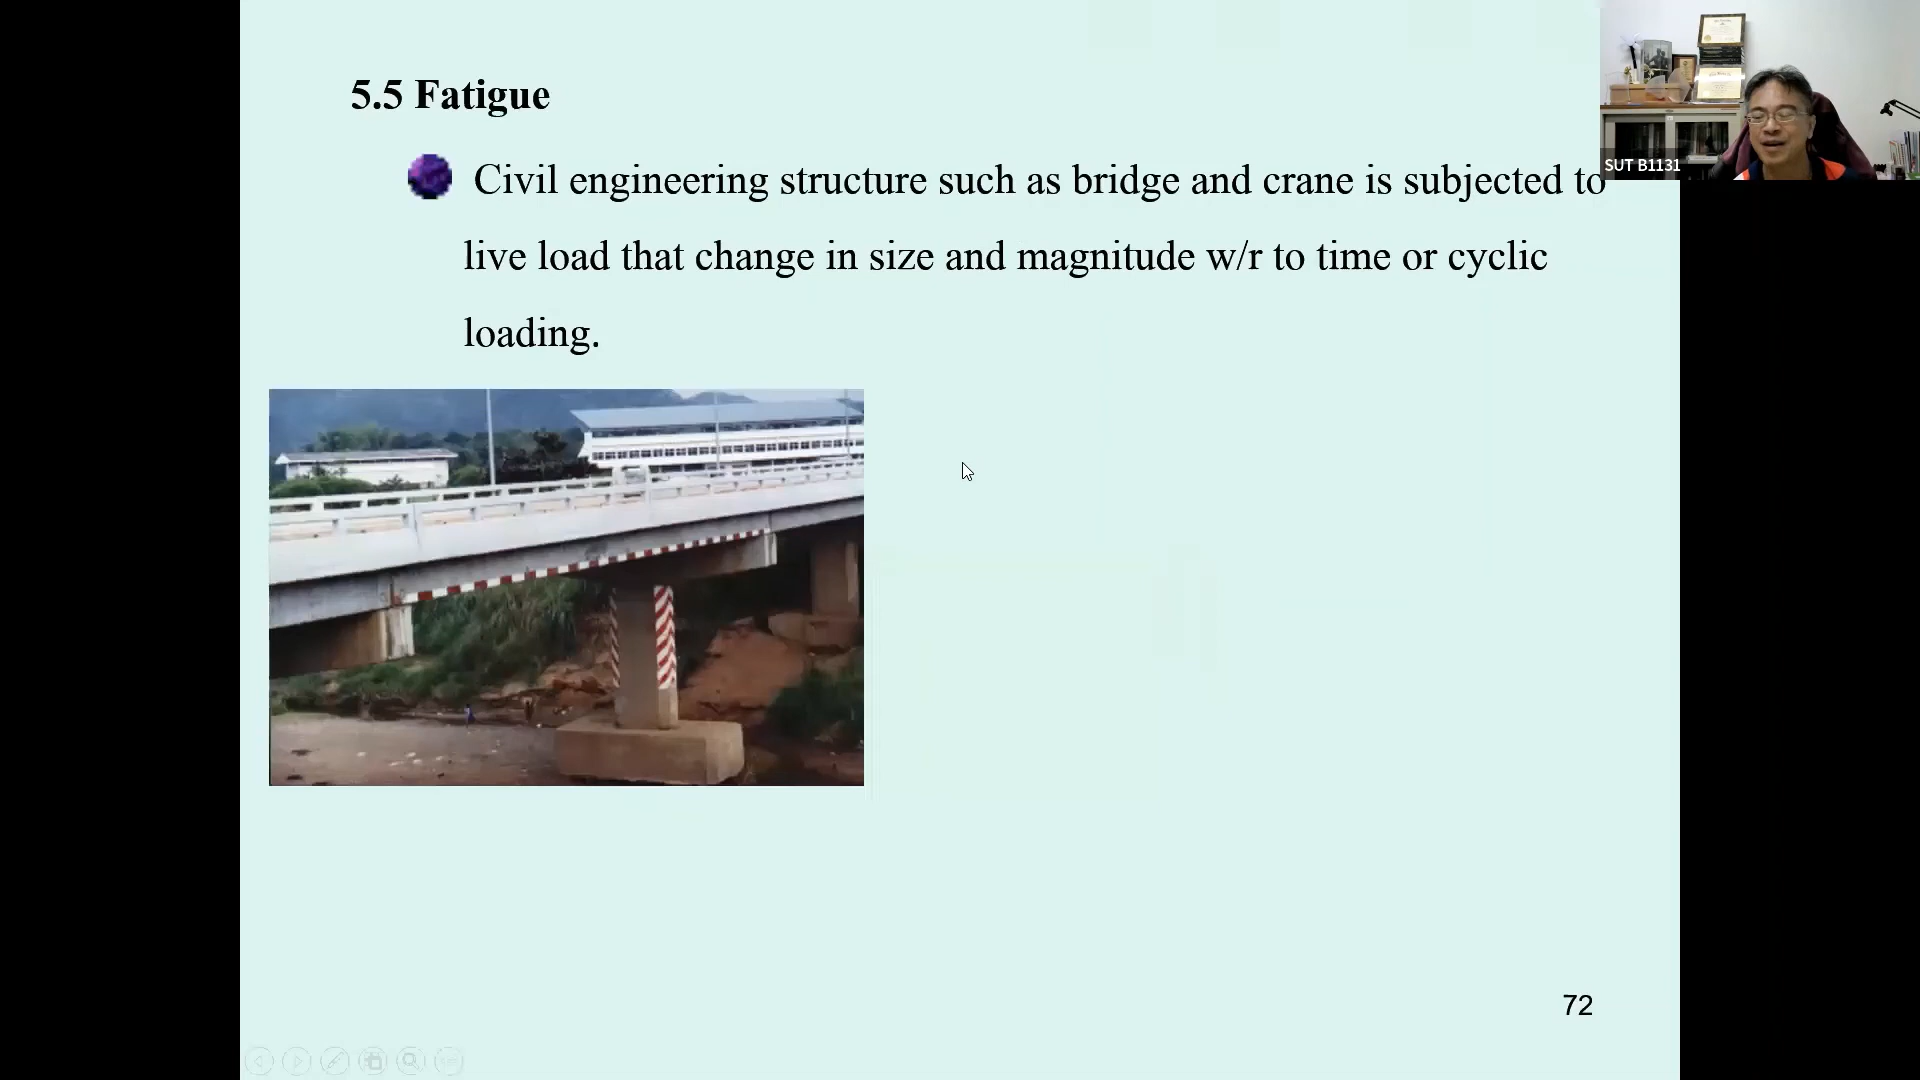 5.5 Fatigue
Civil engineering structure such as bridge and crane is subjected to
live load that change in size and magnitude w/r to time or cyclic
loading.
SUT B1131
72